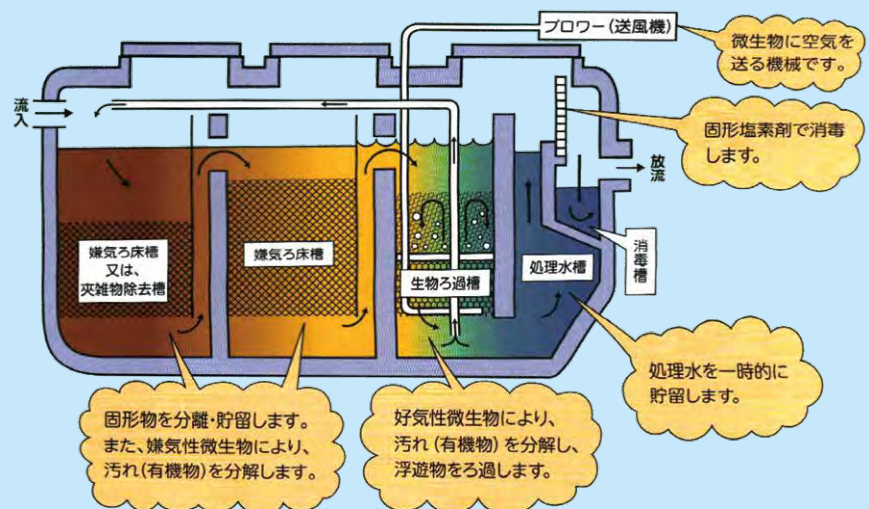 ブロワー(送風機)
微生物に空気を
送る機械です。
流入
固形塩素剤で消毒
します。
放流
嫌気ろ床槽
又は、
夾雑物除去槽
嫌気ろ床槽
生物ろ過槽
処理水槽
消毒槽
処理水を一時的に
貯留します。
固形物を分離・貯留します。
また、嫌気性微生物により、
汚れ(有機物)を分解します。
好気性微生物により、
汚れ(有機物)を分解し、
浮遊物をろ過します。